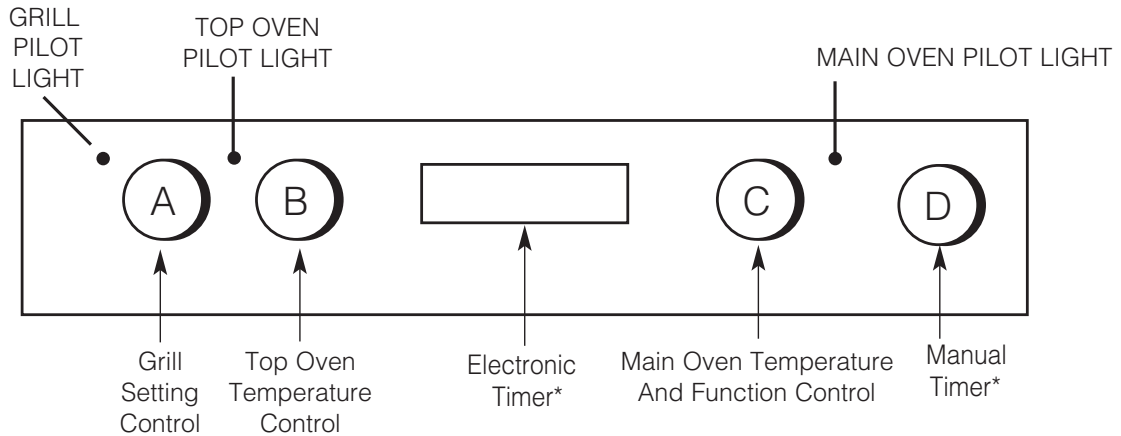 GRILL
PILOT
LIGHT
TOP OVEN
PILOT LIGHT
MAIN OVEN PILOT LIGHT
A
B
C
D
Grill
Setting
Control
Top Oven
Temperature
Control
Electronic
Timer*
Main Oven Temperature
And Function Control
Manual
Timer*